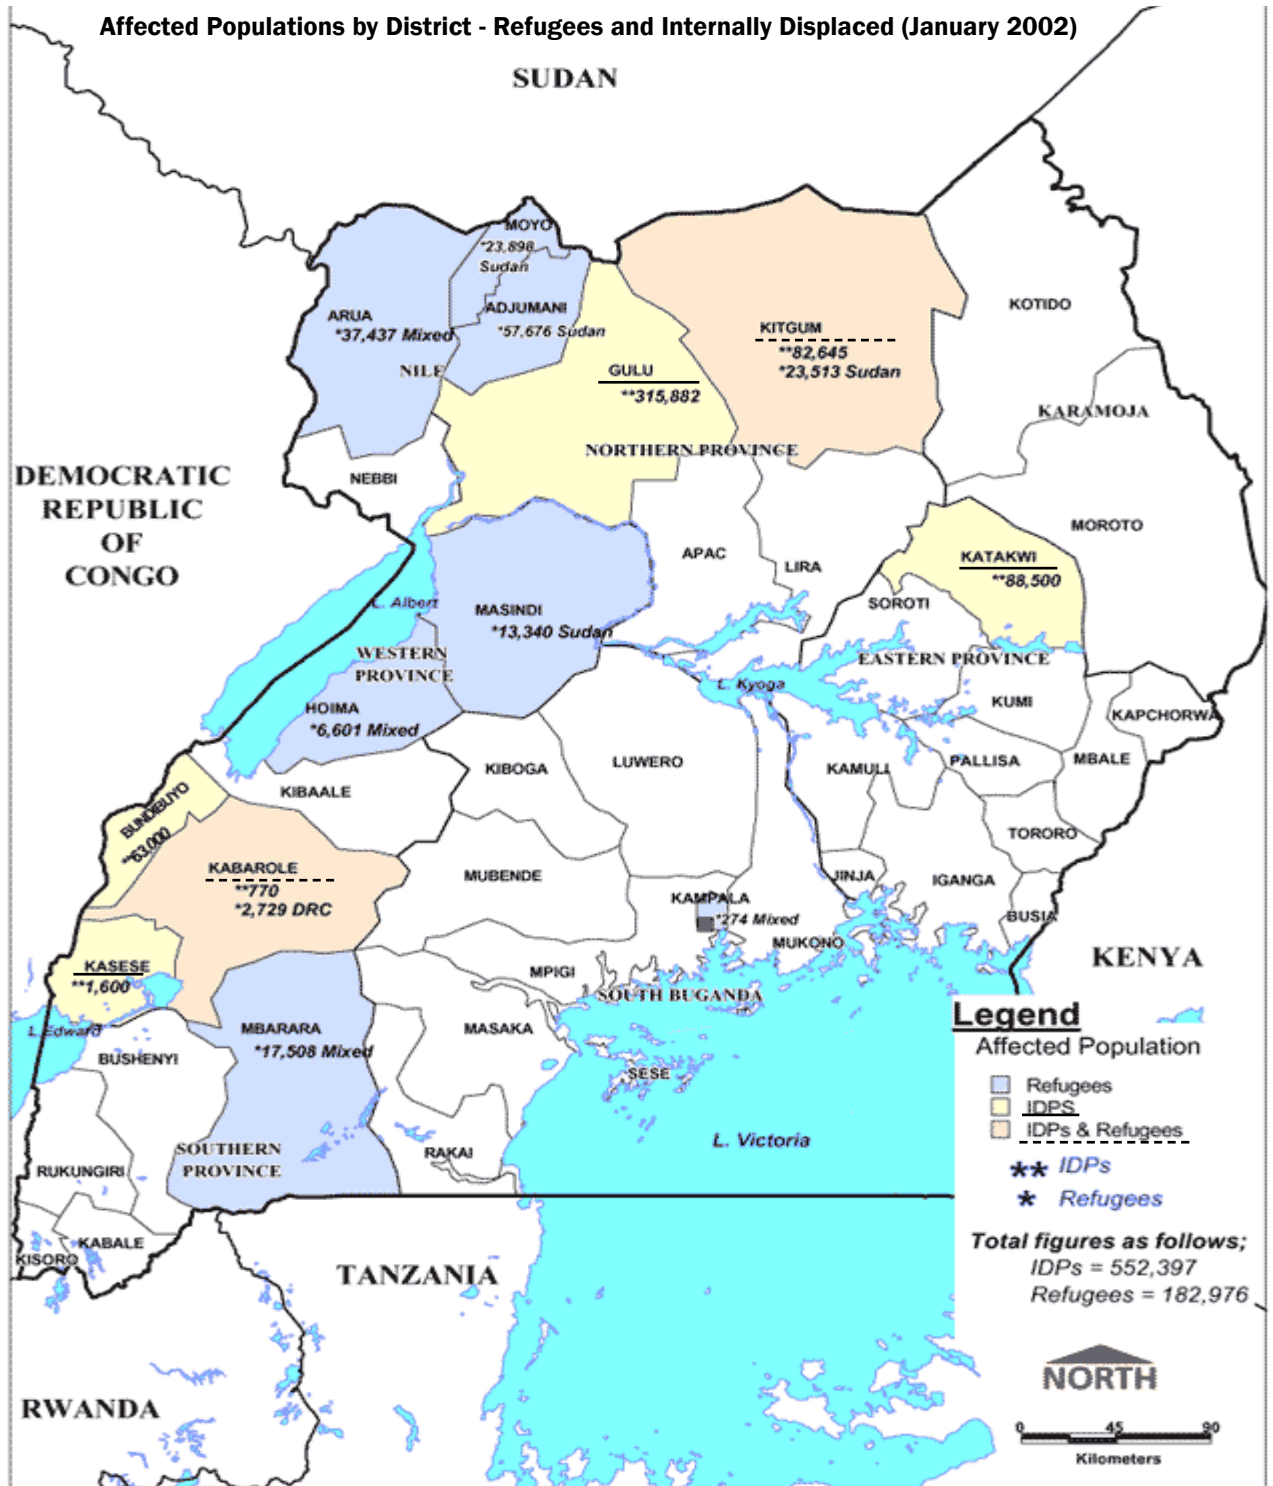 Affected Populations by District - Refugees and Internally Displaced (January 2002)
SUDAN
MOYO
*23,898
Sudan
ADJUMANI
*57,676 Sudan
ARUA
*37,437 Mixed
NILE
KITGUM
**82,645
*23,513 Sudan
KOTIDO
GULU
**315,882
KARAMOJA
NORTHERN PROVINCE
NEBBI
DEMOCRATIC
REPUBLIC
OF
CONGO
MOROTO
APAC
LIRA
KATAKWI
**88,500
L. Albert
MASINDI
*13,340 Sudan
SOROTI
WESTERN
PROVINCE
EASTERN PROVINCE
L. Kyoga
HOIMA
*6,601 Mixed
KUMI
KAPCHORWA
KIBOGA
LUWERO
KAMULI
PALLISA
MBALE
KIBAALE
BUNDIBUYO
**63,000
TORORO
KABAROLE
**770
*2,729 DRC
MUBENDE
JINJA
IGANGA
KAMPALA
*274 Mixed
BUSIA
MUKONO
KENYA
KASESE
**1,600
MPIGI
SOUTH BUGANDA
L. Edward
MBARARA
*17,508 Mixed
MASAKA
BUSHENYI
SESE
L. Victoria
SOUTHERN
PROVINCE
RAKAI
RUKUNGIRI
KABALE
KISORO
TANZANIA
RWANDA
Legend
Affected Population
Refugees
IDPS
IDPs & Refugees
** IDPs
* Refugees
Total figures as follows;
IDPs = 552,397
Refugees = 182,976
NORTH
0 45 90
Kilometers